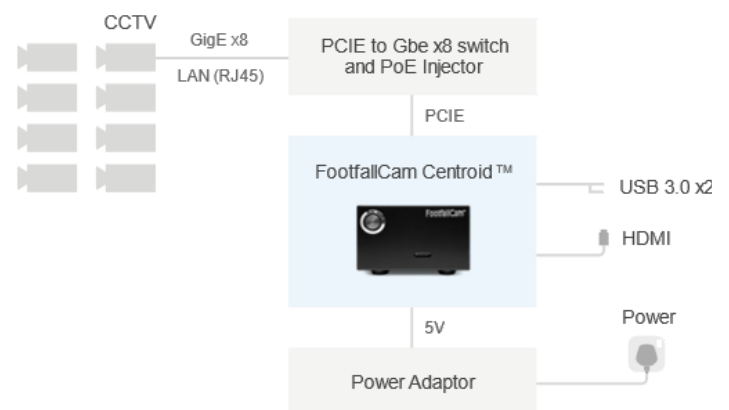 CCTV
GigE x8
LAN (RJ45)
PCIE to Gbe x8 switch
and PoE Injector
PCIE
FootfallCam Centroid™
FootfallCam™
USB 3.0 x2
HDMI
5V
Power
Power Adaptor